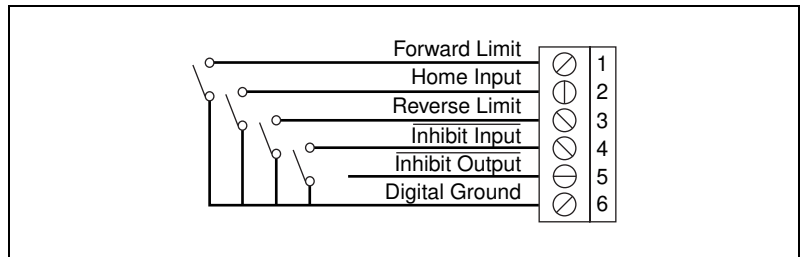 Forward Limit 1
Home Input 2
Reverse Limit 3
Inhibit Input 4
Inhibit Output 5
Digital Ground 6